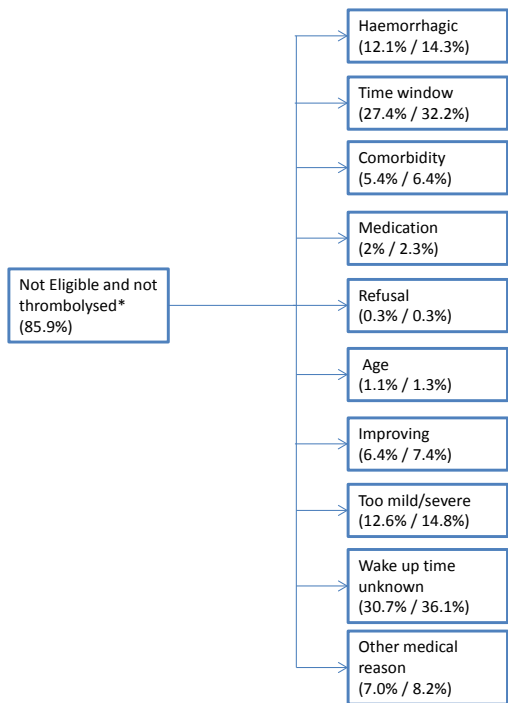 Haemorrhagic
(12.1% / 14.3%)
Time window
(27.4% / 32.2%)
Comorbidity
(5.4% / 6.4%)
Medication
(2% / 2.3%)
Not Eligible and not
thrombolysed*
(85.9%)
Refusal
(0.3% / 0.3%)
Age
(1.1% / 1.3%)
Improving
(6.4% / 7.4%)
Too mild/severe
(12.6% / 14.8%)
Wake up time
unknown
(30.7% / 36.1%)
Other medical
reason
(7.0% / 8.2%)